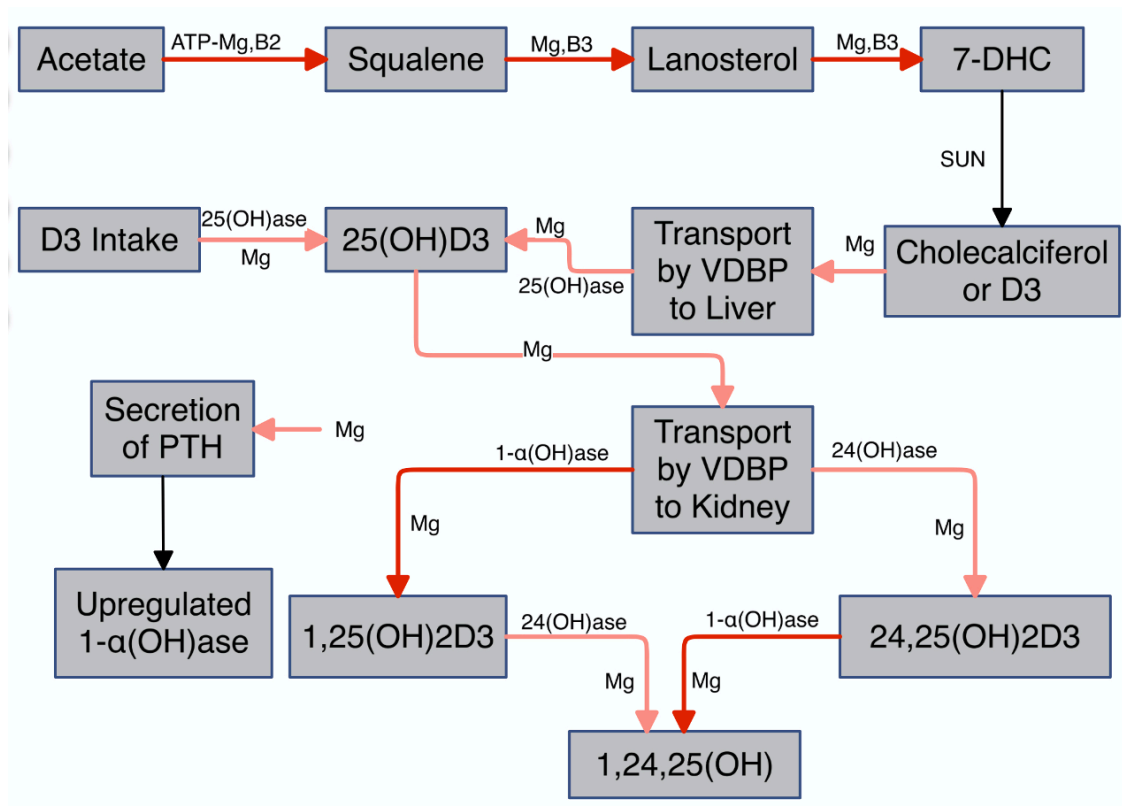 Acetate
ATP-Mg,B2
Squalene
Mg,B3
Lanosterol
Mg,B3
7-DHC
SUN
D3 Intake
25(OH)ase
Mg
25(OH)D3
Mg
25(OH)ase
Transport
by VDBP
to Liver
Mg
Cholecalciferol
or D3
Mg
Secretion
of PTH
Mg
Transport
by VDBP
to Kidney
1-α(OH)ase
Mg
24(OH)ase
Mg
Upregulated
1-α(OH)ase
1,25(OH)2D3
24(OH)ase
Mg
1-α(OH)ase
Mg
24,25(OH)2D3
1,24,25(OH)